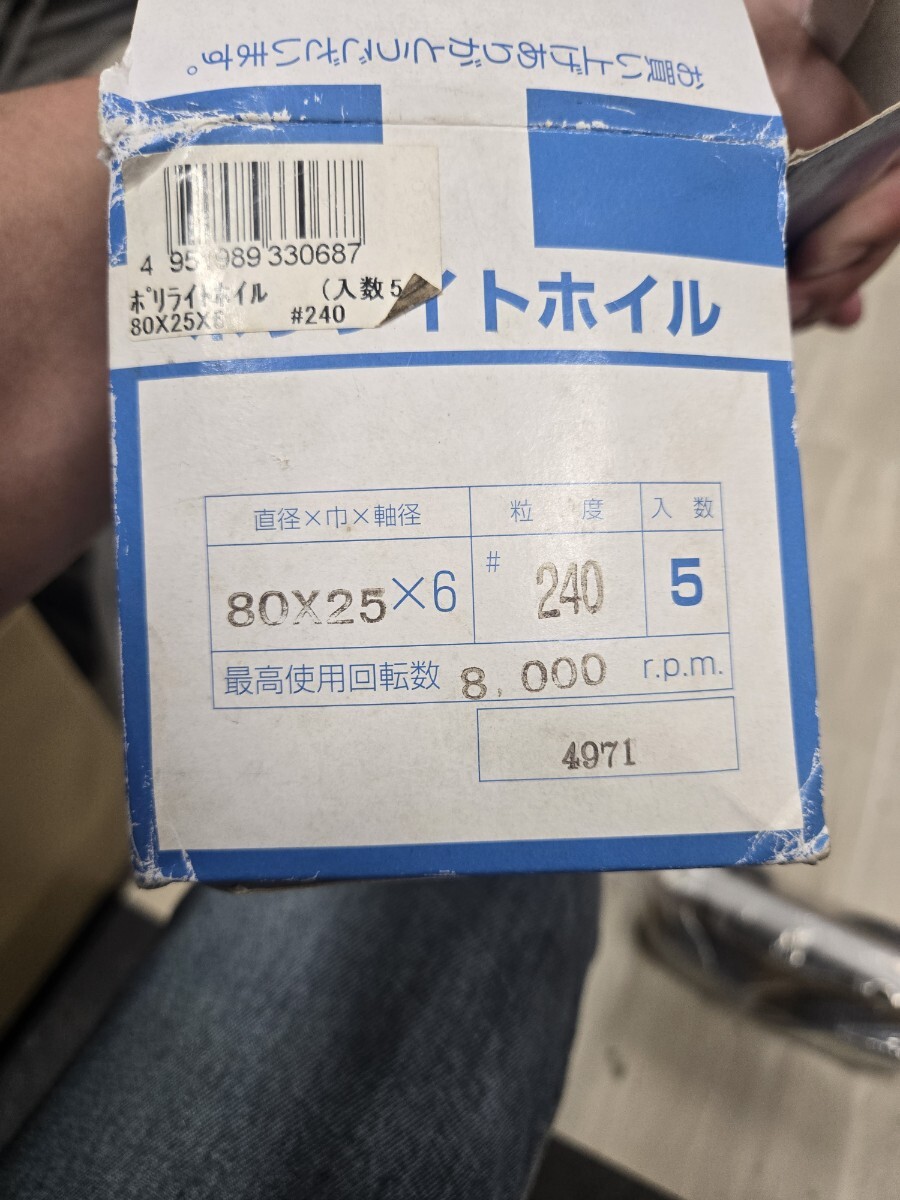 お買い上げありがとうございます。
4 95 989 330687
ポリライトホイル (入数5
80X25X6 #240
ライトホイル
直径×巾×軸径 粒 度 入 数
80X25×6 # 240 5
最高使用回転数 8,000 r.p.m.
4971